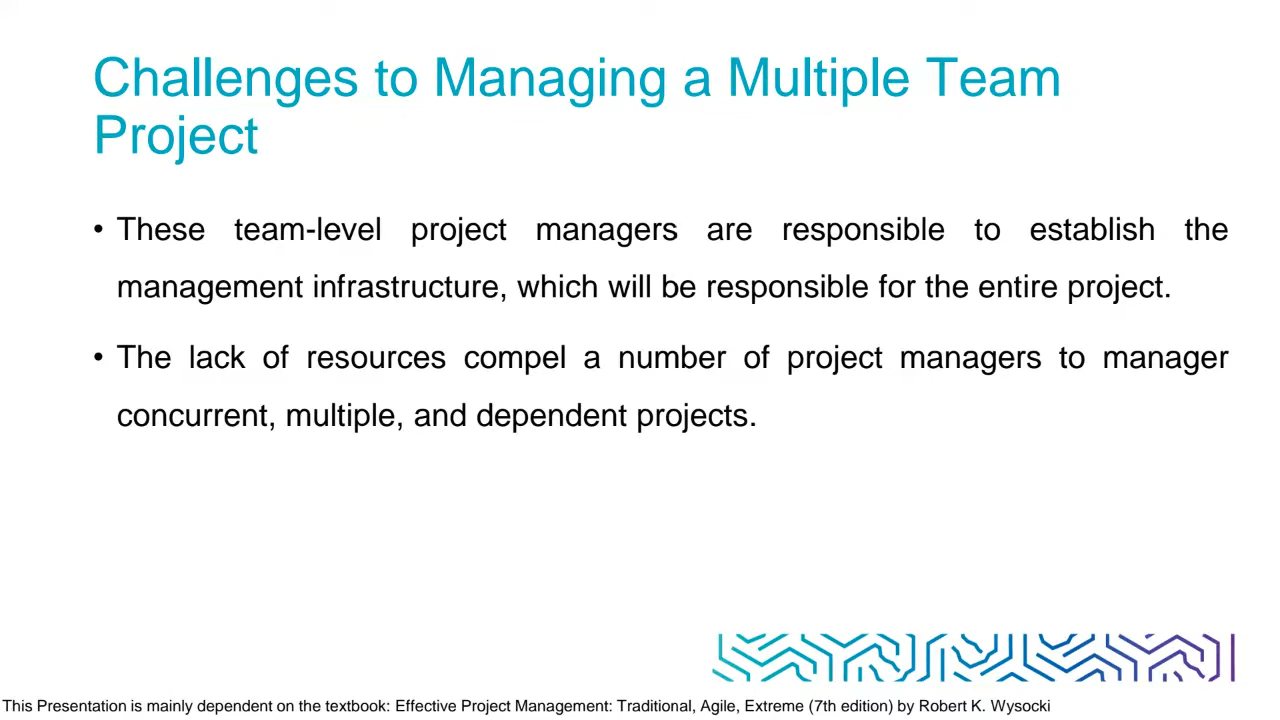 Challenges to Managing a Multiple Team
Project
• These team-level project managers are responsible to establish the
management infrastructure, which will be responsible for the entire project.
• The lack of resources compel a number of project managers to manager
concurrent, multiple, and dependent projects.
This Presentation is mainly dependent on the textbook: Effective Project Management: Traditional, Agile, Extreme (7th edition) by Robert K. Wysocki